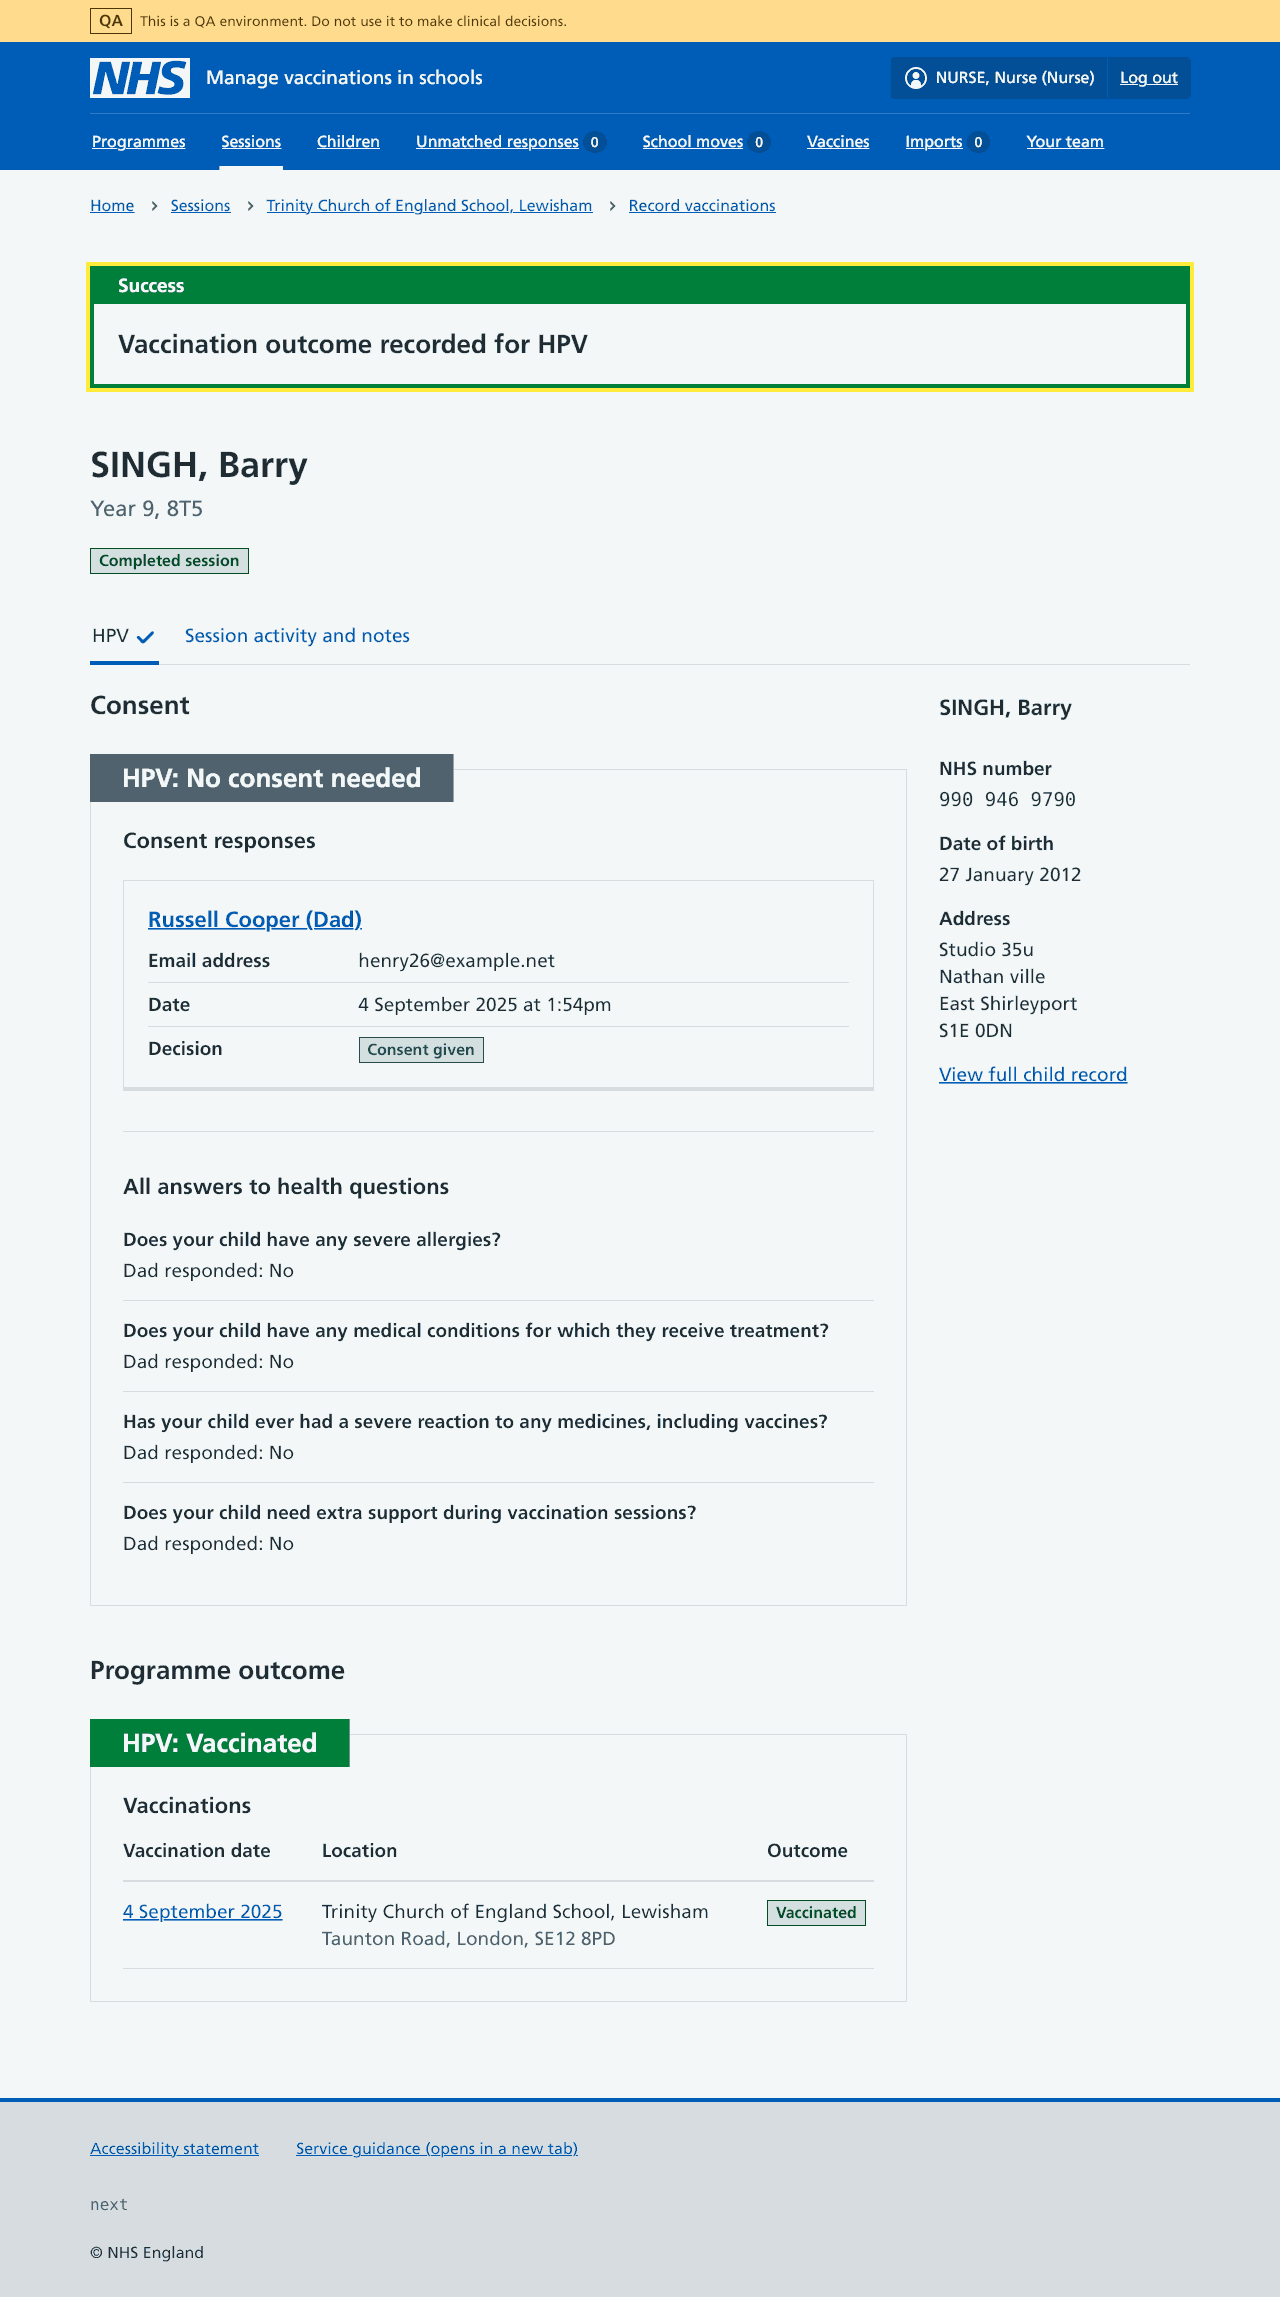 QA This is a QA environment. Do not use it to make clinical decisions.
NHS Manage vaccinations in schools NURSE, Nurse (Nurse) Log out
Programmes Sessions Children Unmatched responses 0 School moves 0 Vaccines Imports 0 Your team
Home Sessions Trinity Church of England School, Lewisham Record vaccinations
Success
Vaccination outcome recorded for HPV
SINGH, Barry
Year 9, 8T5
Completed session
HPV Session activity and notes
Consent
HPV: No consent needed
Consent responses
Russell Cooper (Dad)
Email address henry26@example.net
Date 4 September 2025 at 1:54pm
Decision Consent given
All answers to health questions
Does your child have any severe allergies?
Dad responded: No
Does your child have any medical conditions for which they receive treatment?
Dad responded: No
Has your child ever had a severe reaction to any medicines, including vaccines?
Dad responded: No
Does your child need extra support during vaccination sessions?
Dad responded: No
SINGH, Barry
NHS number
990 946 9790
Date of birth
27 January 2012
Address
Studio 35u
Nathan ville
East Shirleyport
S1E 0DN
View full child record
Programme outcome
HPV: Vaccinated
Vaccinations
Vaccination date Location Outcome
4 September 2025 Trinity Church of England School, Lewisham Vaccinated
Taunton Road, London, SE12 8PD
Accessibility statement Service guidance (opens in a new tab)
next
© NHS England